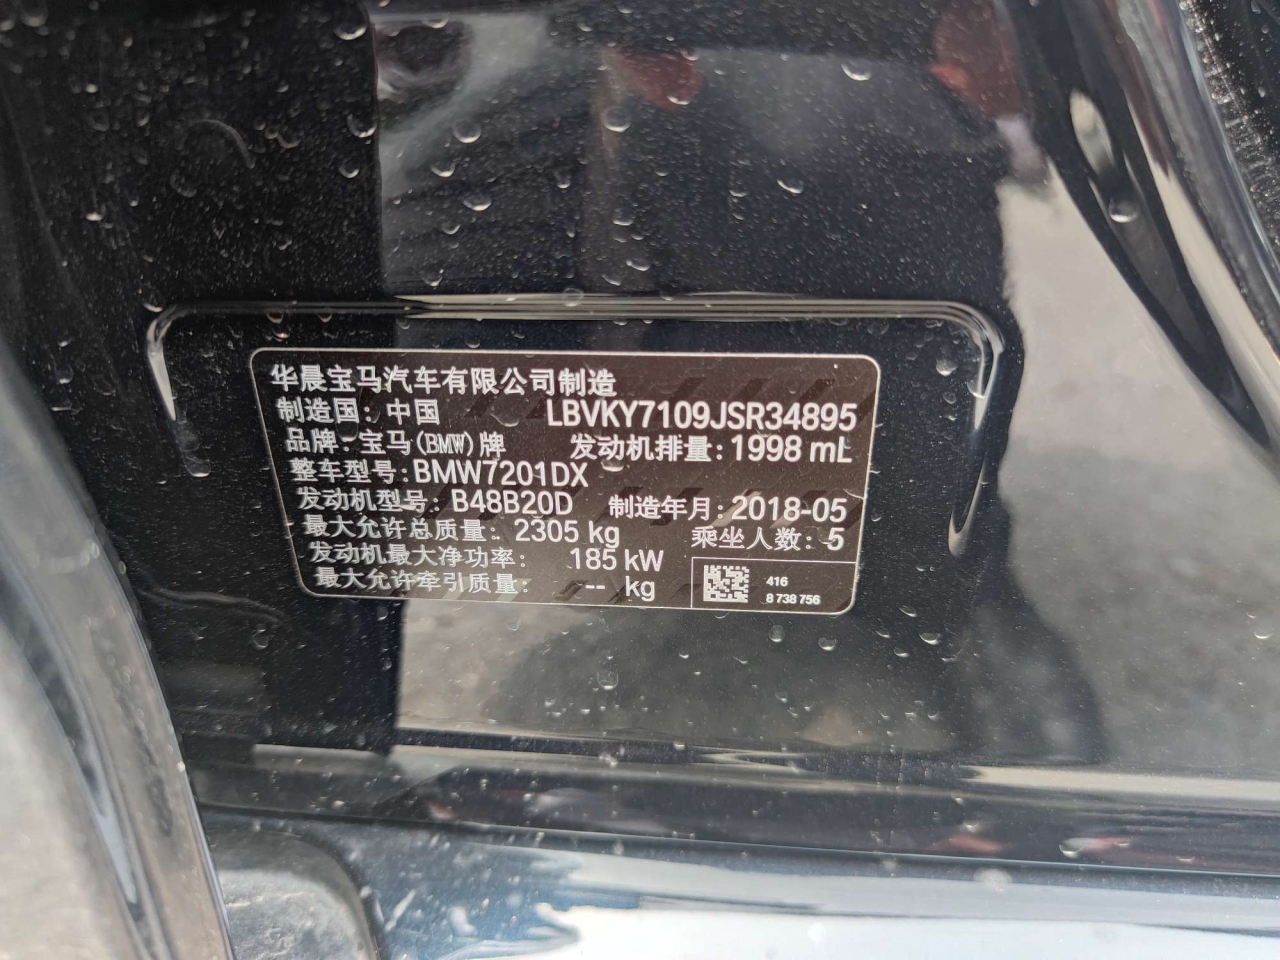 华晨宝马汽车有限公司制造
制造国：中国 LBVKY7109JSR34895
品牌：宝马(BMW)牌 发动机排量：1998 mL
整车型号：BMW7201DX
发动机型号：B48B20D 制造年月：2018-05
最大允许总质量：2305 kg 乘坐人数：5
发动机最大净功率：185 kW
最大允许牵引质量：-- kg
416
8 738 756